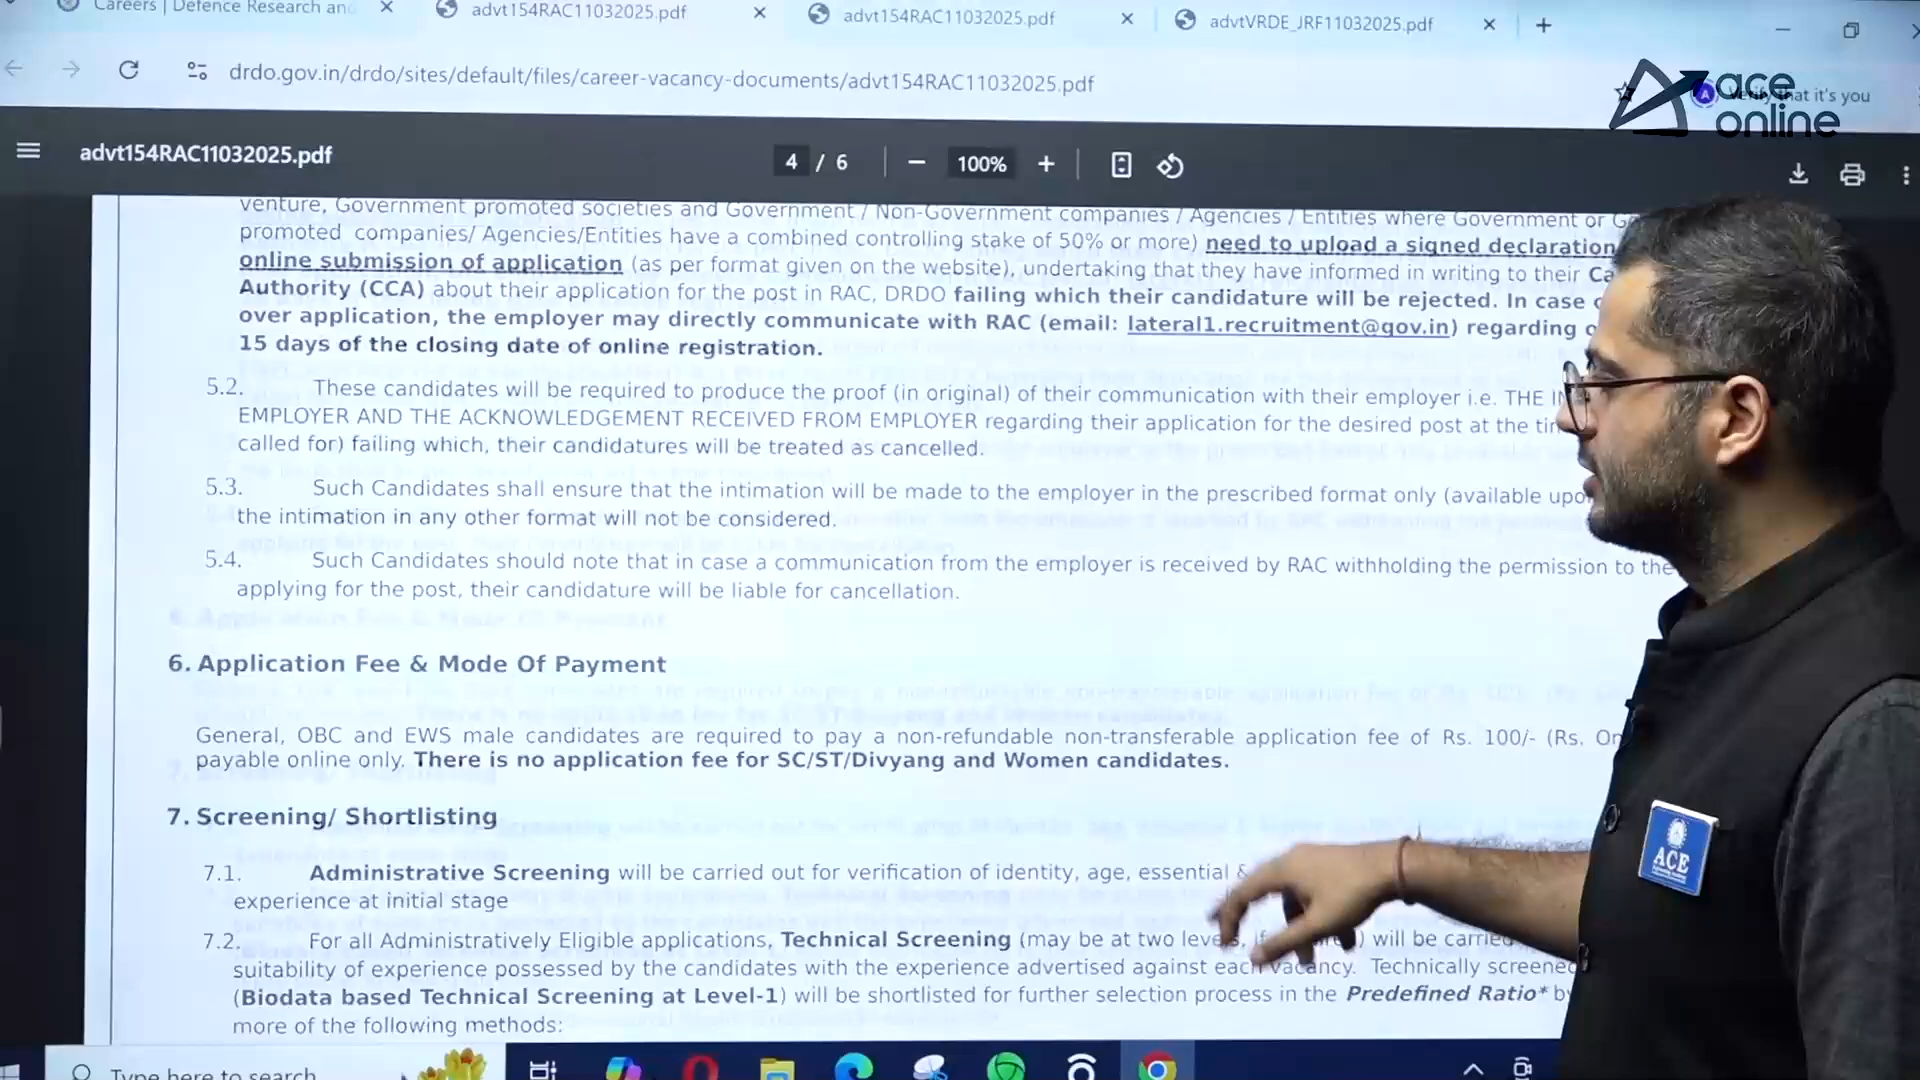 Careers | Defence Research and
advt154RAC11032025.pdf
advt154RAC11032025.pdf
advtVRDE_JRF11032025.pdf
drdo.gov.in/drdo/sites/default/files/career-vacancy-documents/advt154RAC11032025.pdf
Verify that it's you
ace
online
advt154RAC11032025.pdf
4 / 6
100%
venture, Government promoted societies and Government / Non-Government companies / Agencies / Entities where Government or
promoted companies/ Agencies/Entities have a combined controlling stake of 50% or more) need to upload a signed declaration
online submission of application (as per format given on the website), undertaking that they have informed in writing to their
Authority (CCA) about their application for the post in RAC, DRDO failing which their candidature will be rejected. In case
over application, the employer may directly communicate with RAC (email: lateral1.recruitment@gov.in) regarding
15 days of the closing date of online registration.
5.2. These candidates will be required to produce the proof (in original) of their communication with their employer i.e. THE
EMPLOYER AND THE ACKNOWLEDGEMENT RECEIVED FROM EMPLOYER regarding their application for the desired post at the
called for) failing which, their candidatures will be treated as cancelled.
5.3. Such Candidates shall ensure that the intimation will be made to the employer in the prescribed format only (available
the intimation in any other format will not be considered.
5.4. Such Candidates should note that in case a communication from the employer is received by RAC withholding the permission to the
applying for the post, their candidature will be liable for cancellation.
6. Application Fee & Mode Of Payment
General, OBC and EWS male candidates are required to pay a non-refundable non-transferable application fee of Rs. 100/- (Rs.
payable online only. There is no application fee for SC/ST/Divyang and Women candidates.
7. Screening/ Shortlisting
7.1. Administrative Screening will be carried out for verification of identity, age, essential &
experience at initial stage
7.2. For all Administratively Eligible applications, Technical Screening (may be at two levels, if ) will be carried
suitability of experience possessed by the candidates with the experience advertised against each vacancy. Technically screened
(Biodata based Technical Screening at Level-1) will be shortlisted for further selection process in the Predefined Ratio* by
more of the following methods:
ACE
Type here to search